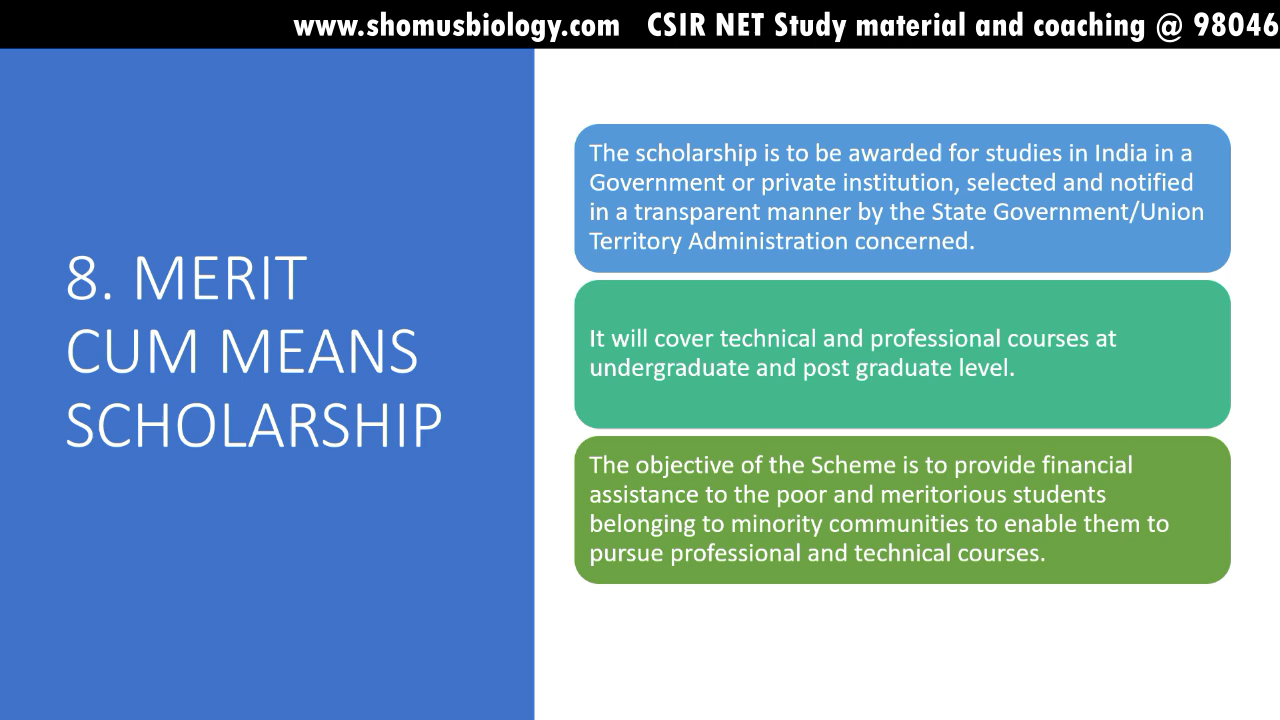 www.shomusbiology.com CSIR NET Study material and coaching @ 98046
8. MERIT
CUM MEANS
SCHOLARSHIP
The scholarship is to be awarded for studies in India in a
Government or private institution, selected and notified
in a transparent manner by the State Government/Union
Territory Administration concerned.
It will cover technical and professional courses at
undergraduate and post graduate level.
The objective of the Scheme is to provide financial
assistance to the poor and meritorious students
belonging to minority communities to enable them to
pursue professional and technical courses.